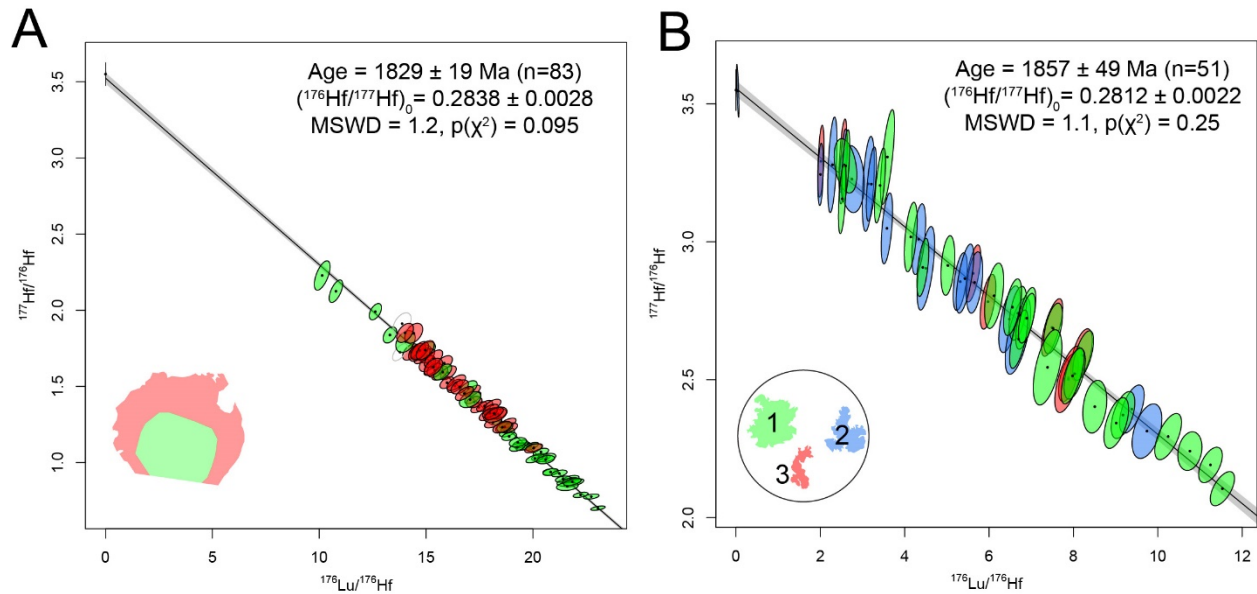 A
Age = 1829 ± 19 Ma (n=83)
(¹⁷⁶Hf/¹⁷⁷Hf)₀= 0.2838 ± 0.0028
MSWD = 1.2, p(χ²) = 0.095
¹⁷⁷Hf/¹⁷⁶Hf
3.5
3.0
2.5
2.0
1.5
1.0
0
5
10
15
20
¹⁷⁶Lu/¹⁷⁶Hf
B
Age = 1857 ± 49 Ma (n=51)
(¹⁷⁶Hf/¹⁷⁷Hf)₀= 0.2812 ± 0.0022
MSWD = 1.1, p(χ²) = 0.25
¹⁷⁷Hf/¹⁷⁶Hf
3.5
3.0
2.5
2.0
1
2
3
0
2
4
6
8
10
12
¹⁷⁶Lu/¹⁷⁶Hf